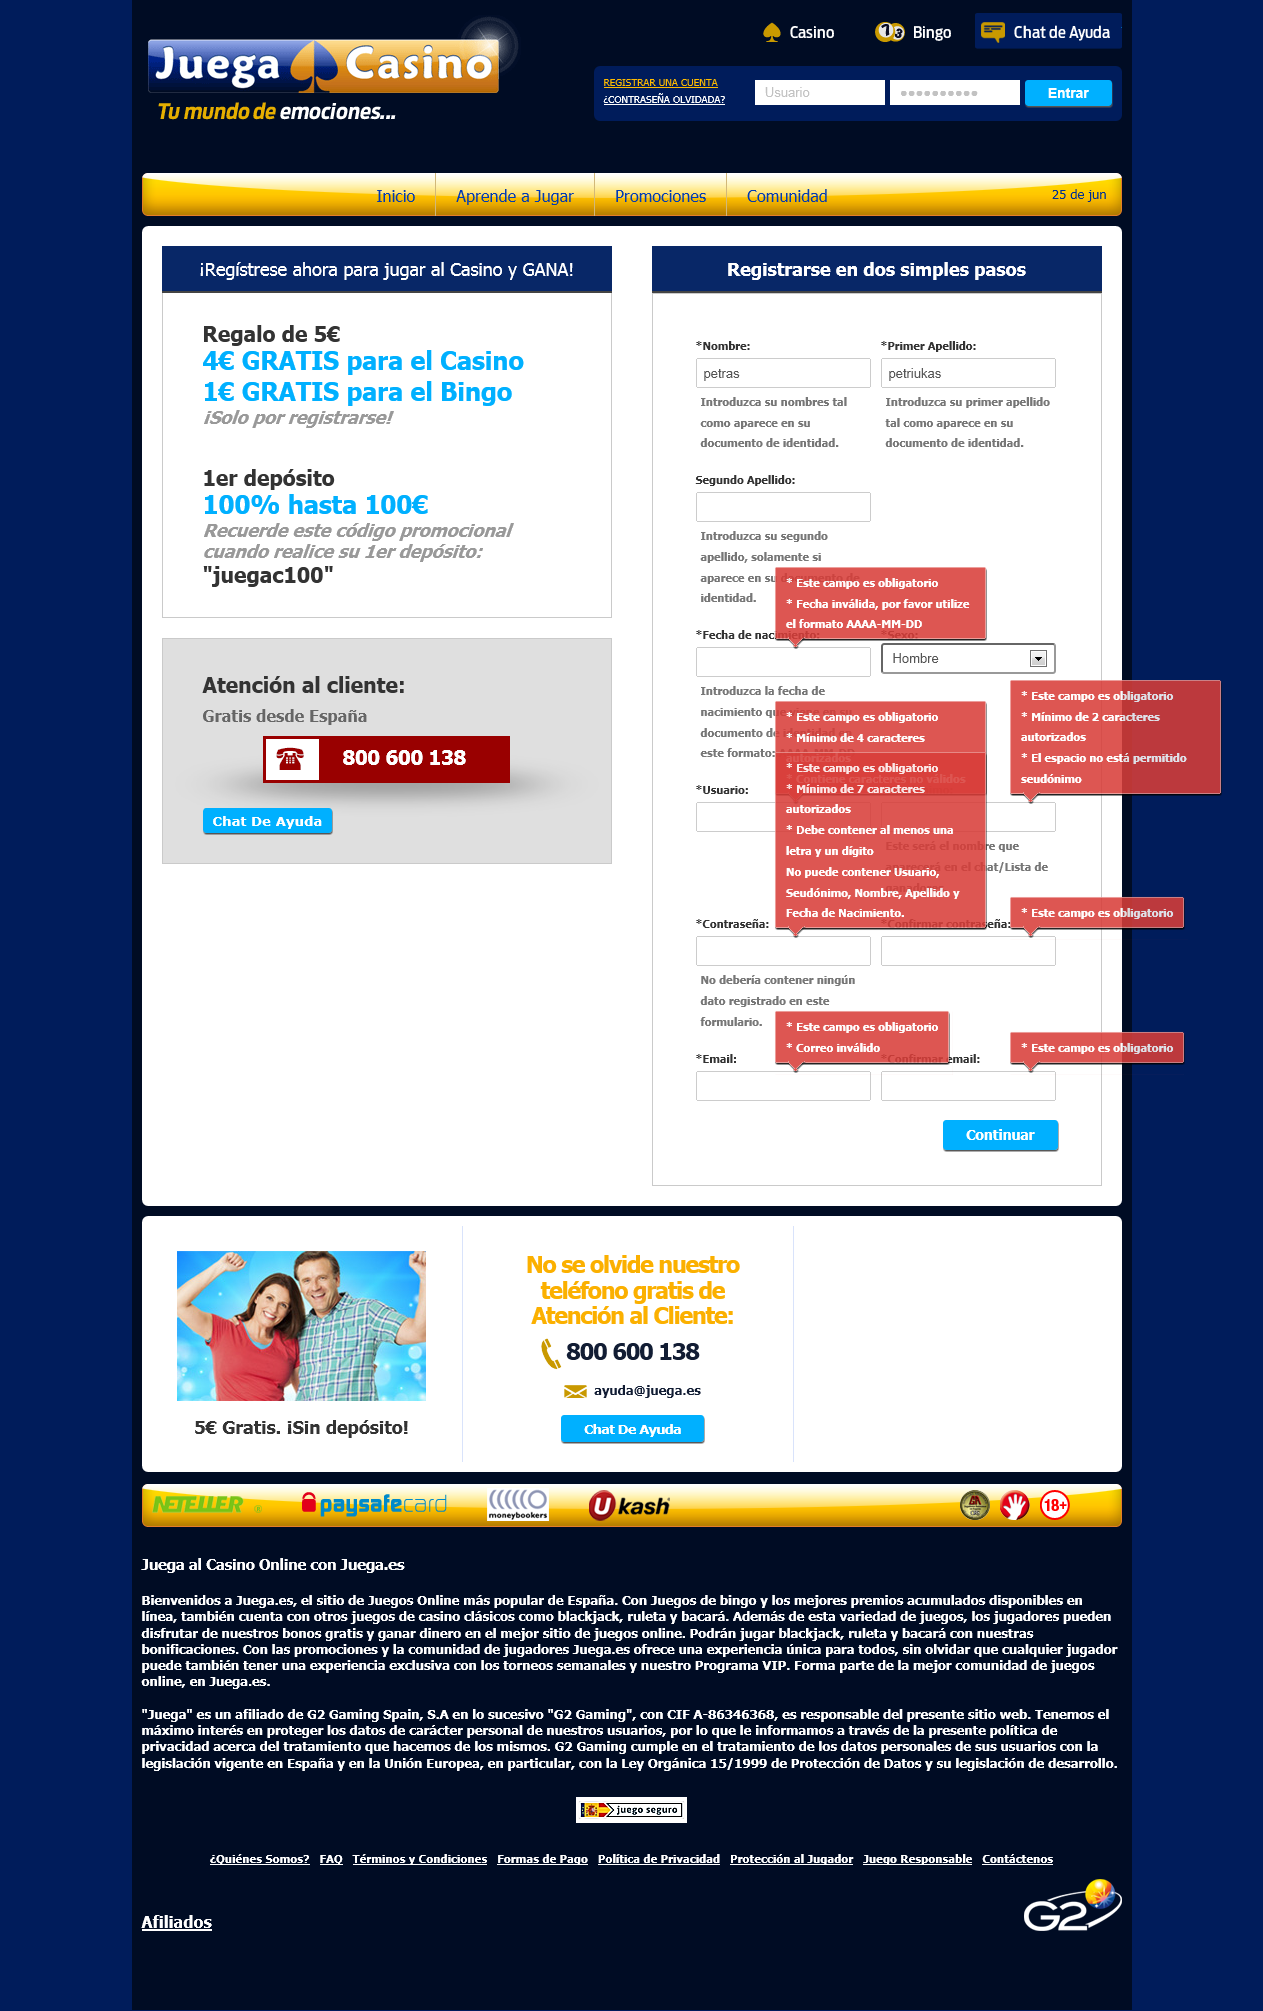 Casino
Bingo
Chat de Ayuda
Juega Casino
Tu mundo de emociones...
REGISTRAR UNA CUENTA
¿CONTRASEÑA OLVIDADA?
Usuario
Entrar
Inicio
Aprende a Jugar
Promociones
Comunidad
25 de jun
¡Regístrese ahora para jugar al Casino y GANA!
Regalo de 5€
4€ GRATIS para el Casino
1€ GRATIS para el Bingo
¡Solo por registrarse!
1er depósito
100% hasta 100€
Recuerde este código promocional
cuando realice su 1er depósito:
"juegac100"
Atención al cliente:
Gratis desde España
800 600 138
Chat De Ayuda
Registrarse en dos simples pasos
*Nombre:
*Primer Apellido:
petras
petriukas
Introduzca su nombres tal
como aparece en su
documento de identidad.
Introduzca su primer apellido
tal como aparece en su
documento de identidad.
Segundo Apellido:
Introduzca su segundo
apellido, solamente si
aparece en su documento de
identidad.
* Este campo es obligatorio
* Fecha inválida, por favor utilize
el formato AAAA-MM-DD
*Fecha de nacimiento:
*Sexo:
Hombre
Introduzca la fecha de
nacimiento que
documento de
este formato: AAAA-MM-DD
* Este campo es obligatorio
* Mínimo de 4 caracteres
autorizados
* Contiene caracteres no válidos
* Este campo es obligatorio
* Mínimo de 2 caracteres
autorizados
* El espacio no está permitido
seudónimo
*Usuario:
Este será el nombre que
aparecerá en el chat/Lista de
* Este campo es obligatorio
* Mínimo de 7 caracteres
autorizados
* Debe contener al menos una
letra y un dígito
No puede contener Usuario,
Seudónimo, Nombre, Apellido y
Fecha de Nacimiento.
* Este campo es obligatorio
*Contraseña:
*Confirmar contraseña:
No debería contener ningún
dato registrado en este
formulario.
* Este campo es obligatorio
* Correo inválido
* Este campo es obligatorio
*Email:
*Confirmar email:
Continuar
5€ Gratis. ¡Sin depósito!
No se olvide nuestro
teléfono gratis de
Atención al Cliente:
800 600 138
ayuda@juega.es
Chat De Ayuda
NETELLER
paysafecard
moneybookers
Ukash
18+
Juega al Casino Online con Juega.es
Bienvenidos a Juega.es, el sitio de Juegos Online más popular de España. Con Juegos de bingo y los mejores premios acumulados disponibles en
línea, también cuenta con otros juegos de casino clásicos como blackjack, ruleta y bacará. Además de esta variedad de juegos, los jugadores pueden
disfrutar de nuestros bonos gratis y ganar dinero en el mejor sitio de juegos online. Podrán jugar blackjack, ruleta y bacará con nuestras
bonificaciones. Con las promociones y la comunidad de jugadores Juega.es ofrece una experiencia única para todos, sin olvidar que cualquier jugador
puede también tener una experiencia exclusiva con los torneos semanales y nuestro Programa VIP. Forma parte de la mejor comunidad de juegos
online, en Juega.es.
"Juega" es un afiliado de G2 Gaming Spain, S.A en lo sucesivo "G2 Gaming", con CIF A-86346368, es responsable del presente sitio web. Tenemos el
máximo interés en proteger los datos de carácter personal de nuestros usuarios, por lo que le informamos a través de la presente política de
privacidad acerca del tratamiento que hacemos de los mismos. G2 Gaming cumple en el tratamiento de los datos personales de sus usuarios con la
legislación vigente en España y en la Unión Europea, en particular, con la Ley Orgánica 15/1999 de Protección de Datos y su legislación de desarrollo.
juego seguro
¿Quiénes Somos? FAQ Términos y Condiciones Formas de Pago Política de Privacidad Protección al Jugador Juego Responsable Contáctenos
Afiliados
G2